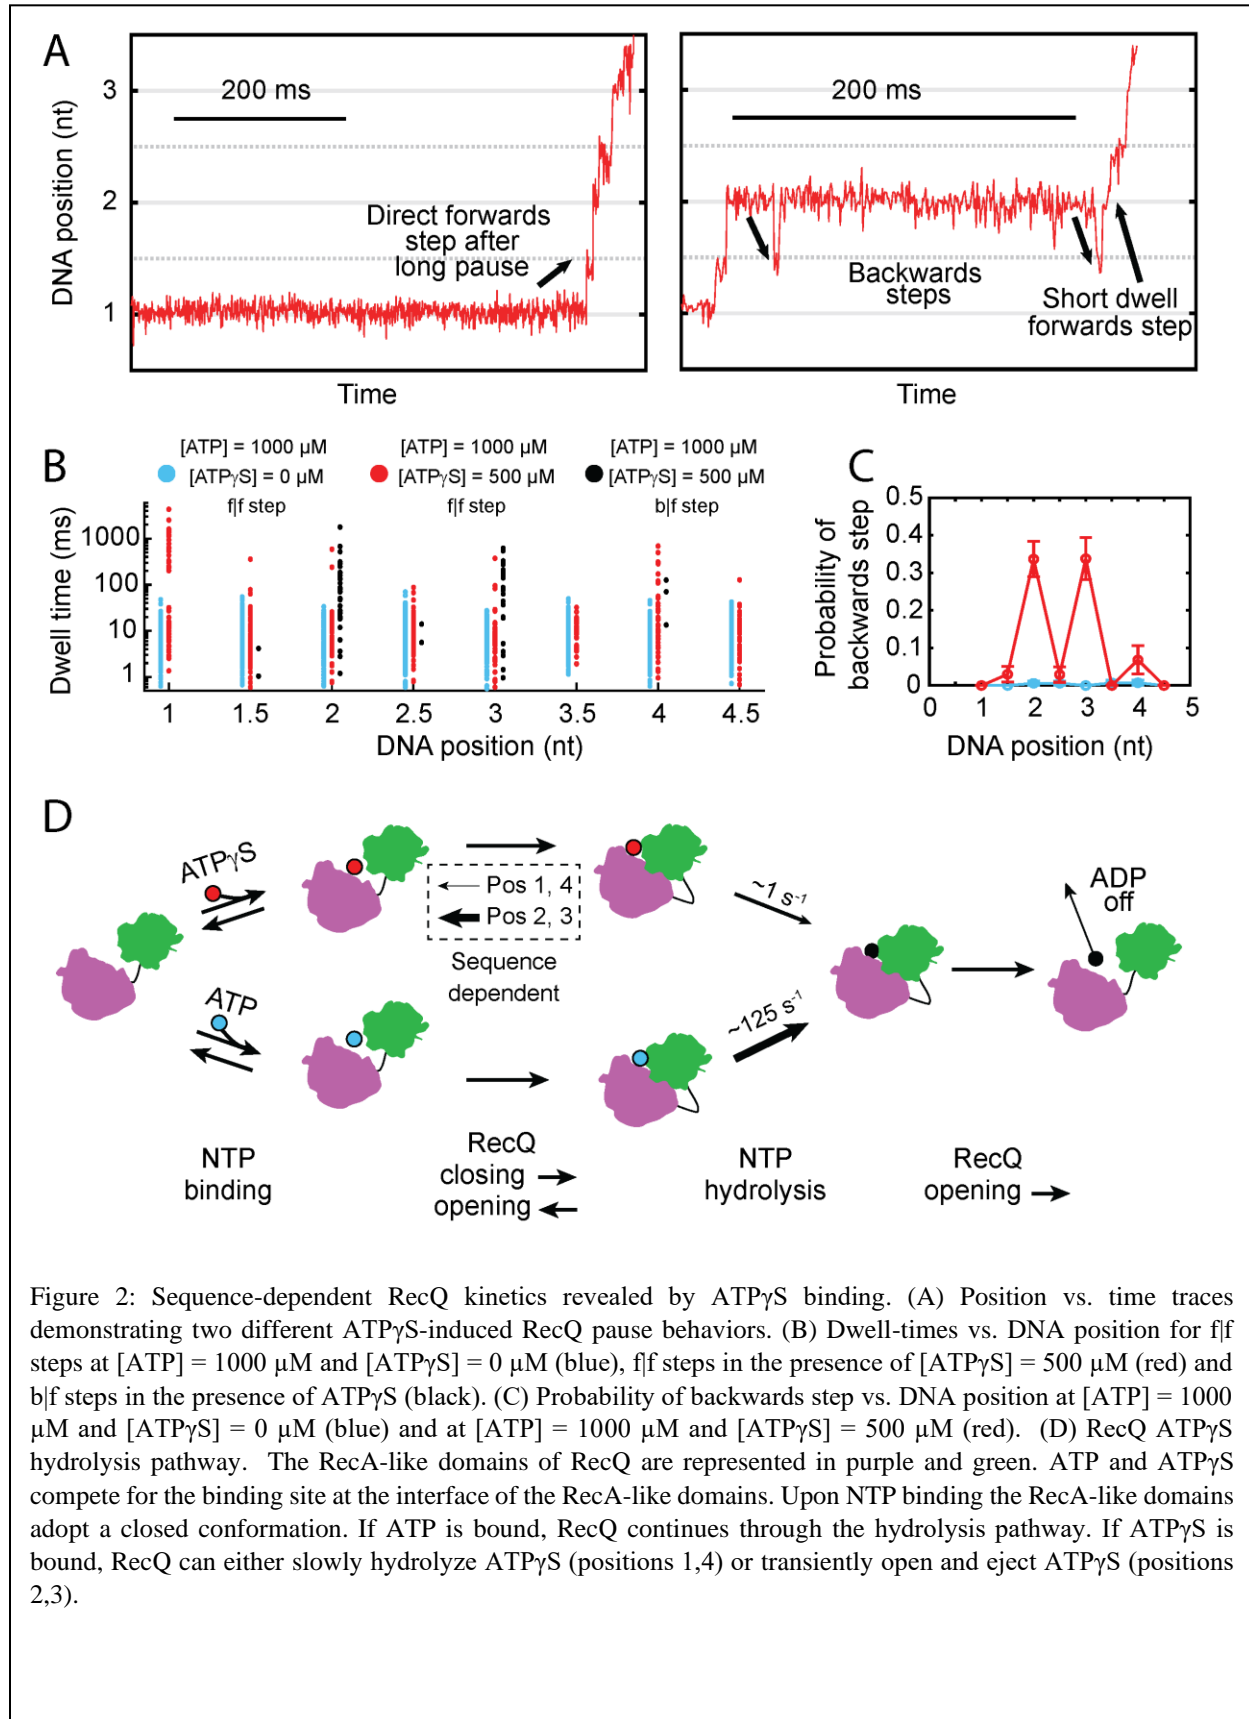 A
200 ms
200 ms
DNA position (nt)
3
2
1
Direct forwards
step after
long pause
Backwards
steps
Short dwell
forwards step
Time
Time
B
[ATP] = 1000 µM
[ATPγS] = 0 µM
f|f step
[ATP] = 1000 µM
[ATPγS] = 500 µM
f|f step
[ATP] = 1000 µM
[ATPγS] = 500 µM
b|f step
Dwell time (ms)
1000
100
10
1
1 1.5 2 2.5 3 3.5 4 4.5
DNA position (nt)
C
Probability of
backwards step
0.5
0.4
0.3
0.2
0.1
0
0 1 2 3 4 5
DNA position (nt)
D
ATPγS
ATP
Pos 1, 4
Pos 2, 3
Sequence
dependent
~1 s⁻¹
~125 s⁻¹
ADP
off
NTP
binding
RecQ
closing
opening
NTP
hydrolysis
RecQ
opening
Figure 2: Sequence-dependent RecQ kinetics revealed by ATPγS binding. (A) Position vs. time traces
demonstrating two different ATPγS-induced RecQ pause behaviors. (B) Dwell-times vs. DNA position for f|f
steps at [ATP] = 1000 µM and [ATPγS] = 0 µM (blue), f|f steps in the presence of [ATPγS] = 500 µM (red) and
b|f steps in the presence of ATPγS (black). (C) Probability of backwards step vs. DNA position at [ATP] = 1000
µM and [ATPγS] = 0 µM (blue) and at [ATP] = 1000 µM and [ATPγS] = 500 µM (red). (D) RecQ ATPγS
hydrolysis pathway. The RecA-like domains of RecQ are represented in purple and green. ATP and ATPγS
compete for the binding site at the interface of the RecA-like domains. Upon NTP binding the RecA-like domains
adopt a closed conformation. If ATP is bound, RecQ continues through the hydrolysis pathway. If ATPγS is
bound, RecQ can either slowly hydrolyze ATPγS (positions 1,4) or transiently open and eject ATPγS (positions
2,3).